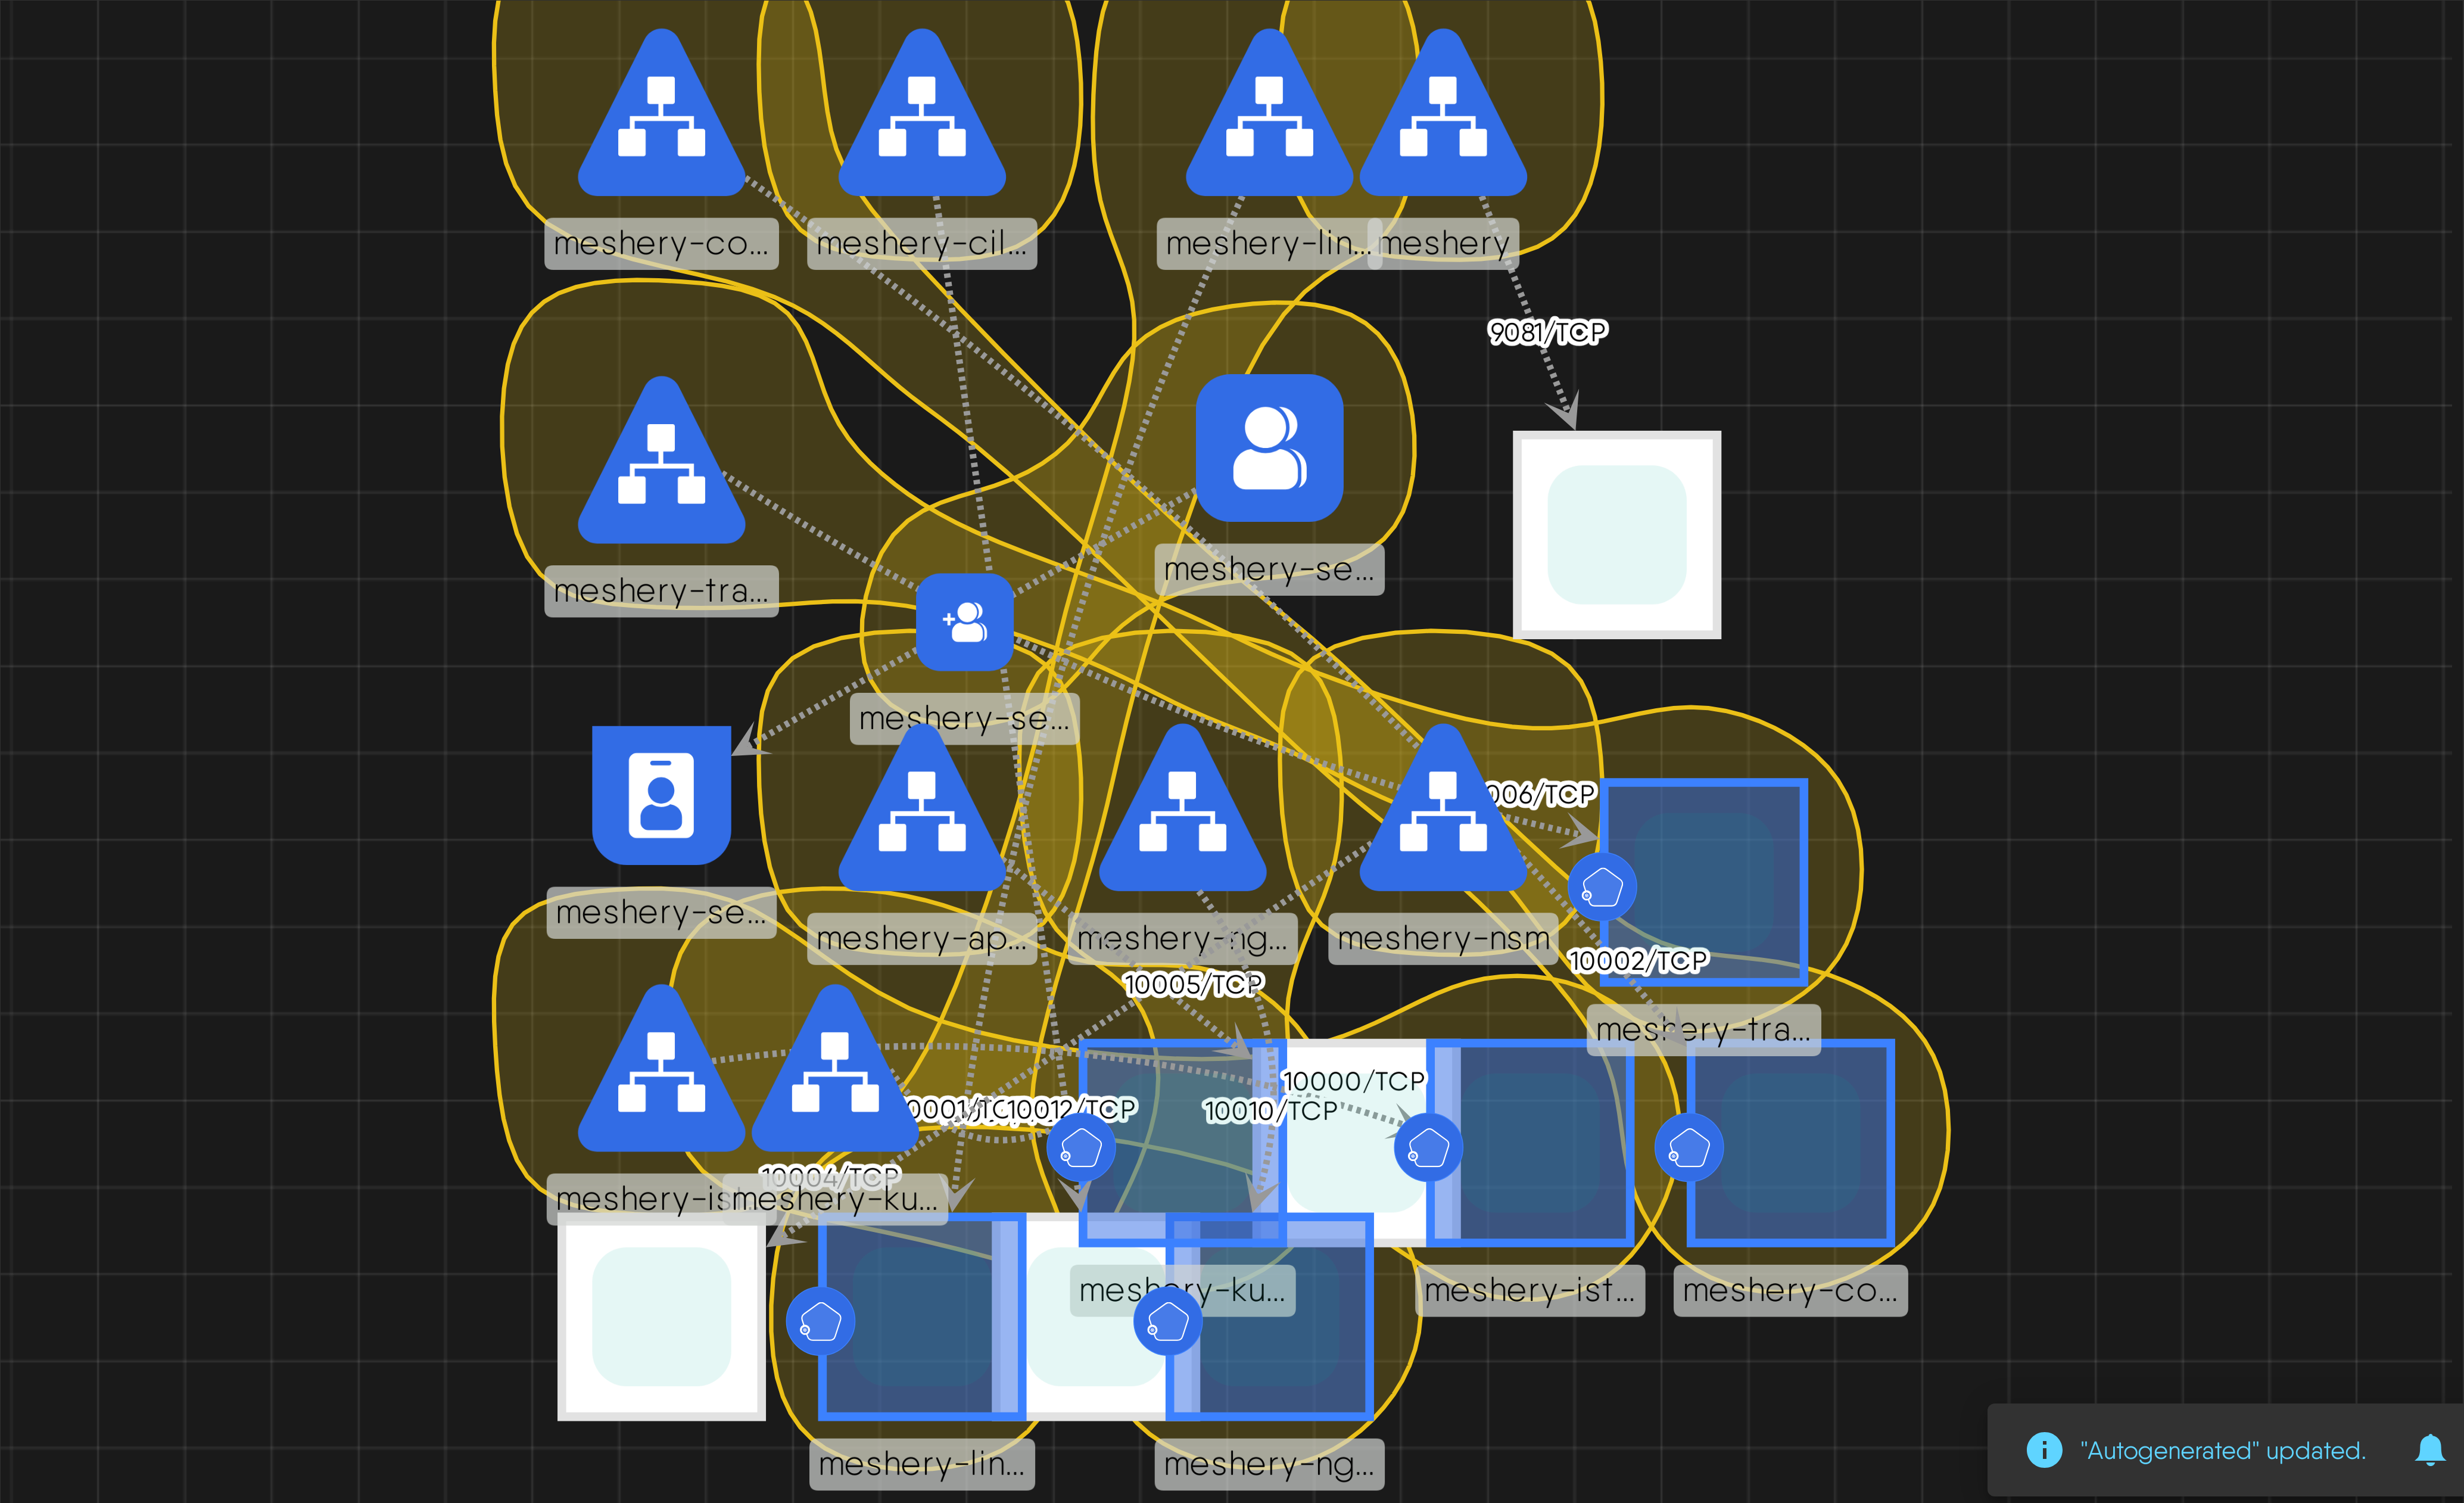 meshery-co...
meshery-cil...
meshery-lin...
meshery
9081/TCP
meshery-se...
meshery-tra...
meshery-se...
006/TCP
meshery-se...
meshery-ap...
meshery-ng...
meshery-nsm
10002/TCP
10005/TCP
meshery-tra...
10000/TCP
10012/TCP
10010/TCP
10004/TCP
meshery-is
meshery-ku...
meshery-ku...
meshery-ist...
meshery-co...
meshery-lin...
meshery-ng...
"Autogenerated" updated.